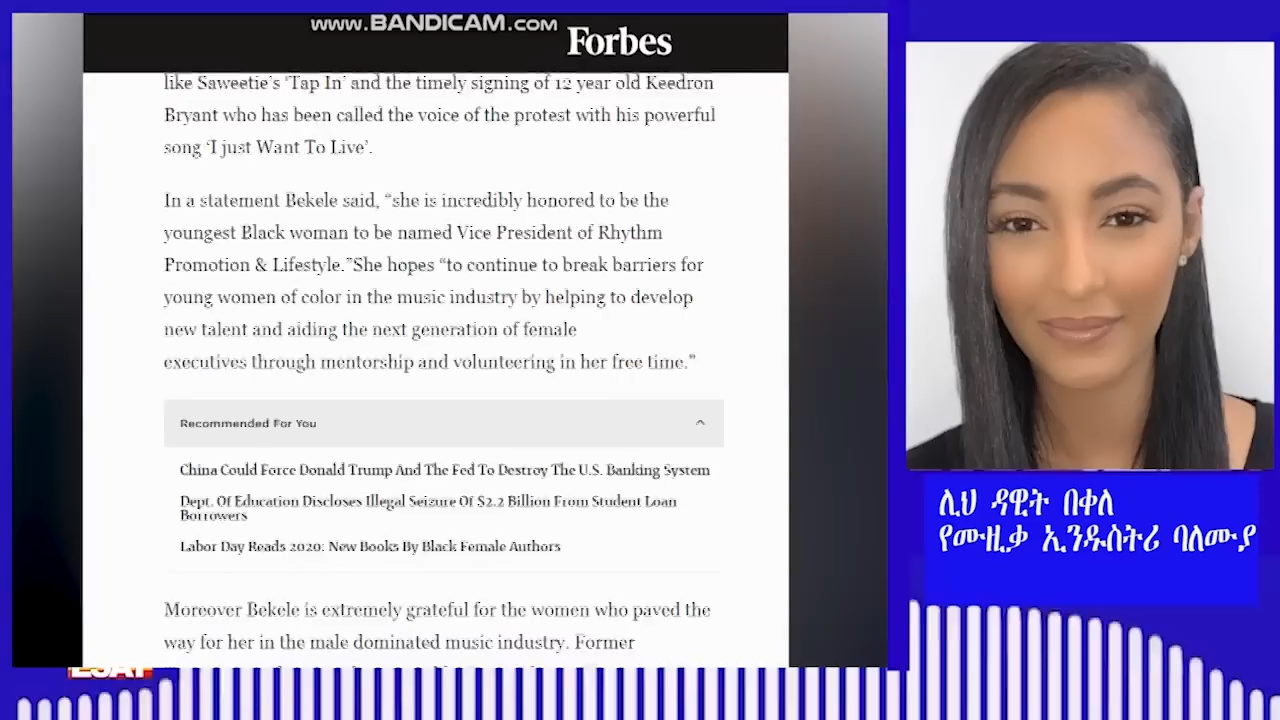 www.BANDICAM.com
Forbes
like Saweetie's 'Tap In' and the timely signing of 12 year old Keedron
Bryant who has been called the voice of the protest with his powerful
song 'I just Want To Live'.
In a statement Bekele said, “she is incredibly honored to be the
youngest Black woman to be named Vice President of Rhythm
Promotion & Lifestyle.”She hopes “to continue to break barriers for
young women of color in the music industry by helping to develop
new talent and aiding the next generation of female
executives through mentorship and volunteering in her free time.”
Recommended For You
China Could Force Donald Trump And The Fed To Destroy The U.S. Banking System
Dept. Of Education Discloses Illegal Seizure Of $2.2 Billion From Student Loan
Borrowers
Labor Day Reads 2020: New Books By Black Female Authors
Moreover Bekele is extremely grateful for the women who paved the
way for her in the male dominated music industry. Former
ሊህ ዳዊት በቀለ
የሙዚቃ ኢንዱስትሪ ባለሙያ